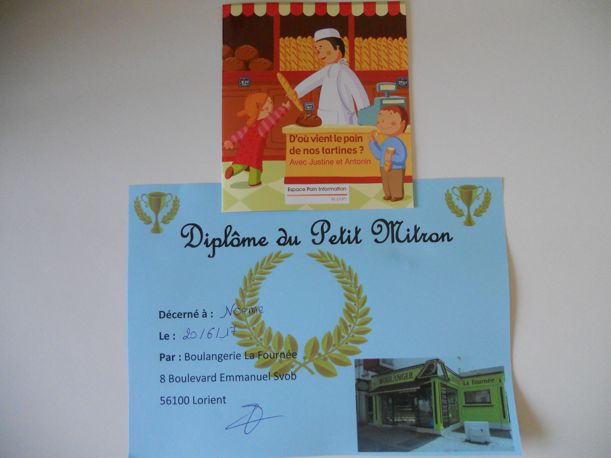 D'où vient le pain
de nos tartines ?
Avec Justine et Antonin
Espace Pain Information
Diplôme du Petit Mitron
Décerné à : Noémie
Le : 20/6/17
Par : Boulangerie La Fournée
8 Boulevard Emmanuel Svob
56100 Lorient
BOULANGER
La Fournée